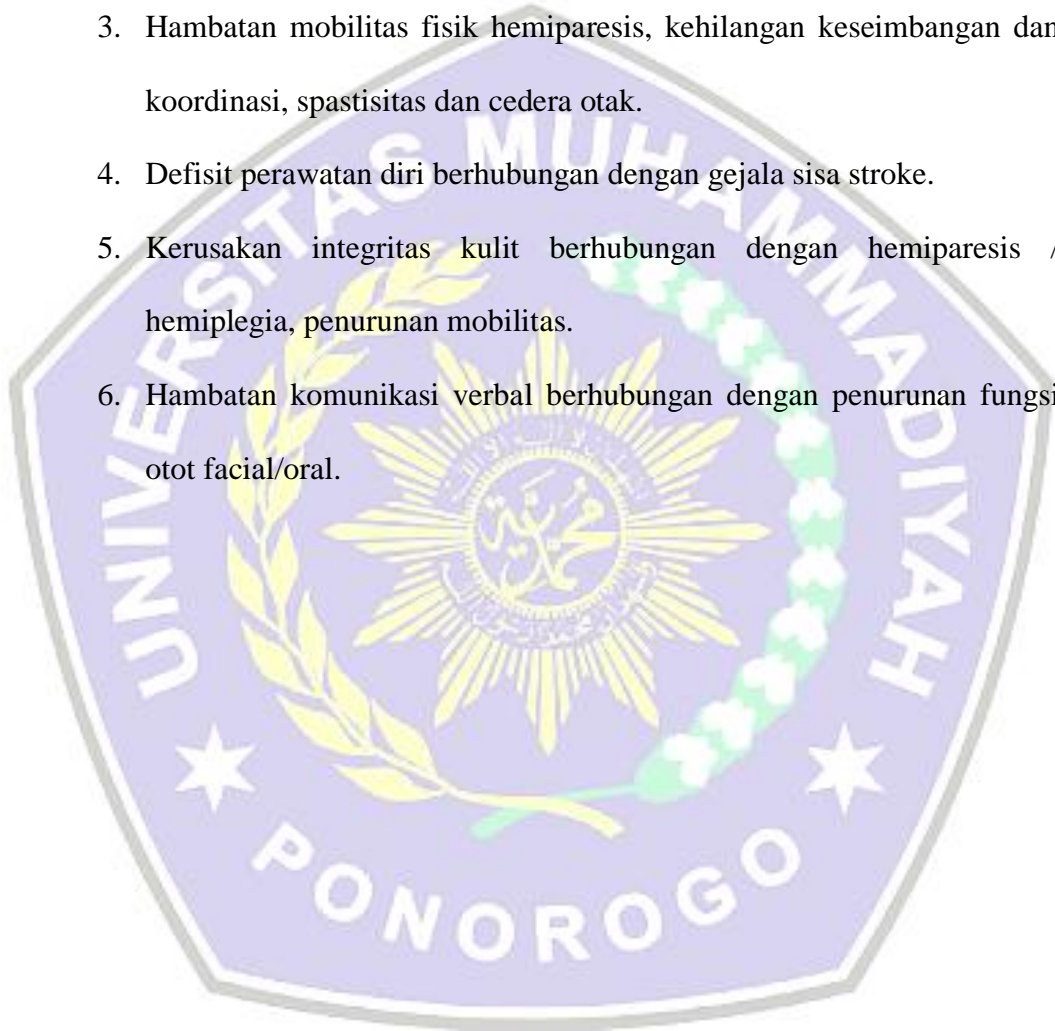 3. Hambatan mobilitas fisik hemiparesis, kehilangan keseimbangan dan
koordinasi, spastisitas dan cedera otak.
4. Defisit perawatan diri berhubungan dengan gejala sisa stroke.
5. Kerusakan integritas kulit berhubungan dengan hemiparesis /
hemiplegia, penurunan mobilitas.
6. Hambatan komunikasi verbal berhubungan dengan penurunan fungsi
otot facial/oral.
UNIVERSITAS MUHAMMADIYAH
PONOROGO